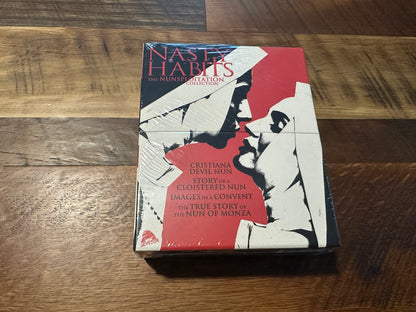 NASTY
HABITS
THE NUNSPLOITATION
COLLECTION
CRISTIANA
DEVIL NUN
STORY OF A
CLOISTERED NUN
IMAGES IN A CONVENT
THE TRUE STORY OF
THE NUN OF MONZA